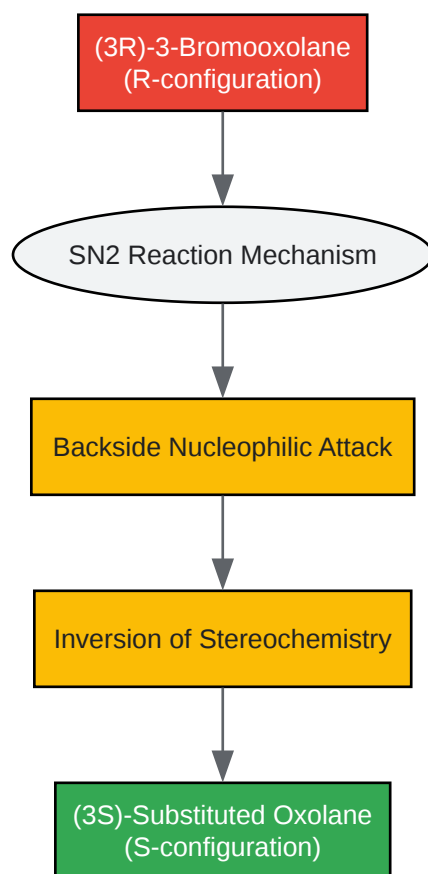 (3R)-3-Bromooxolane
(R-configuration)
SN2 Reaction Mechanism
Backside Nucleophilic Attack
Inversion of Stereochemistry
(3S)-Substituted Oxolane
(S-configuration)